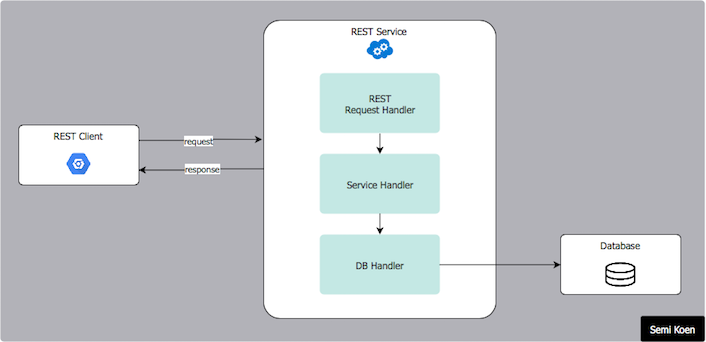 REST Service
REST
Request Handler
REST Client
request
response
Service Handler
DB Handler
Database
Semi Koen